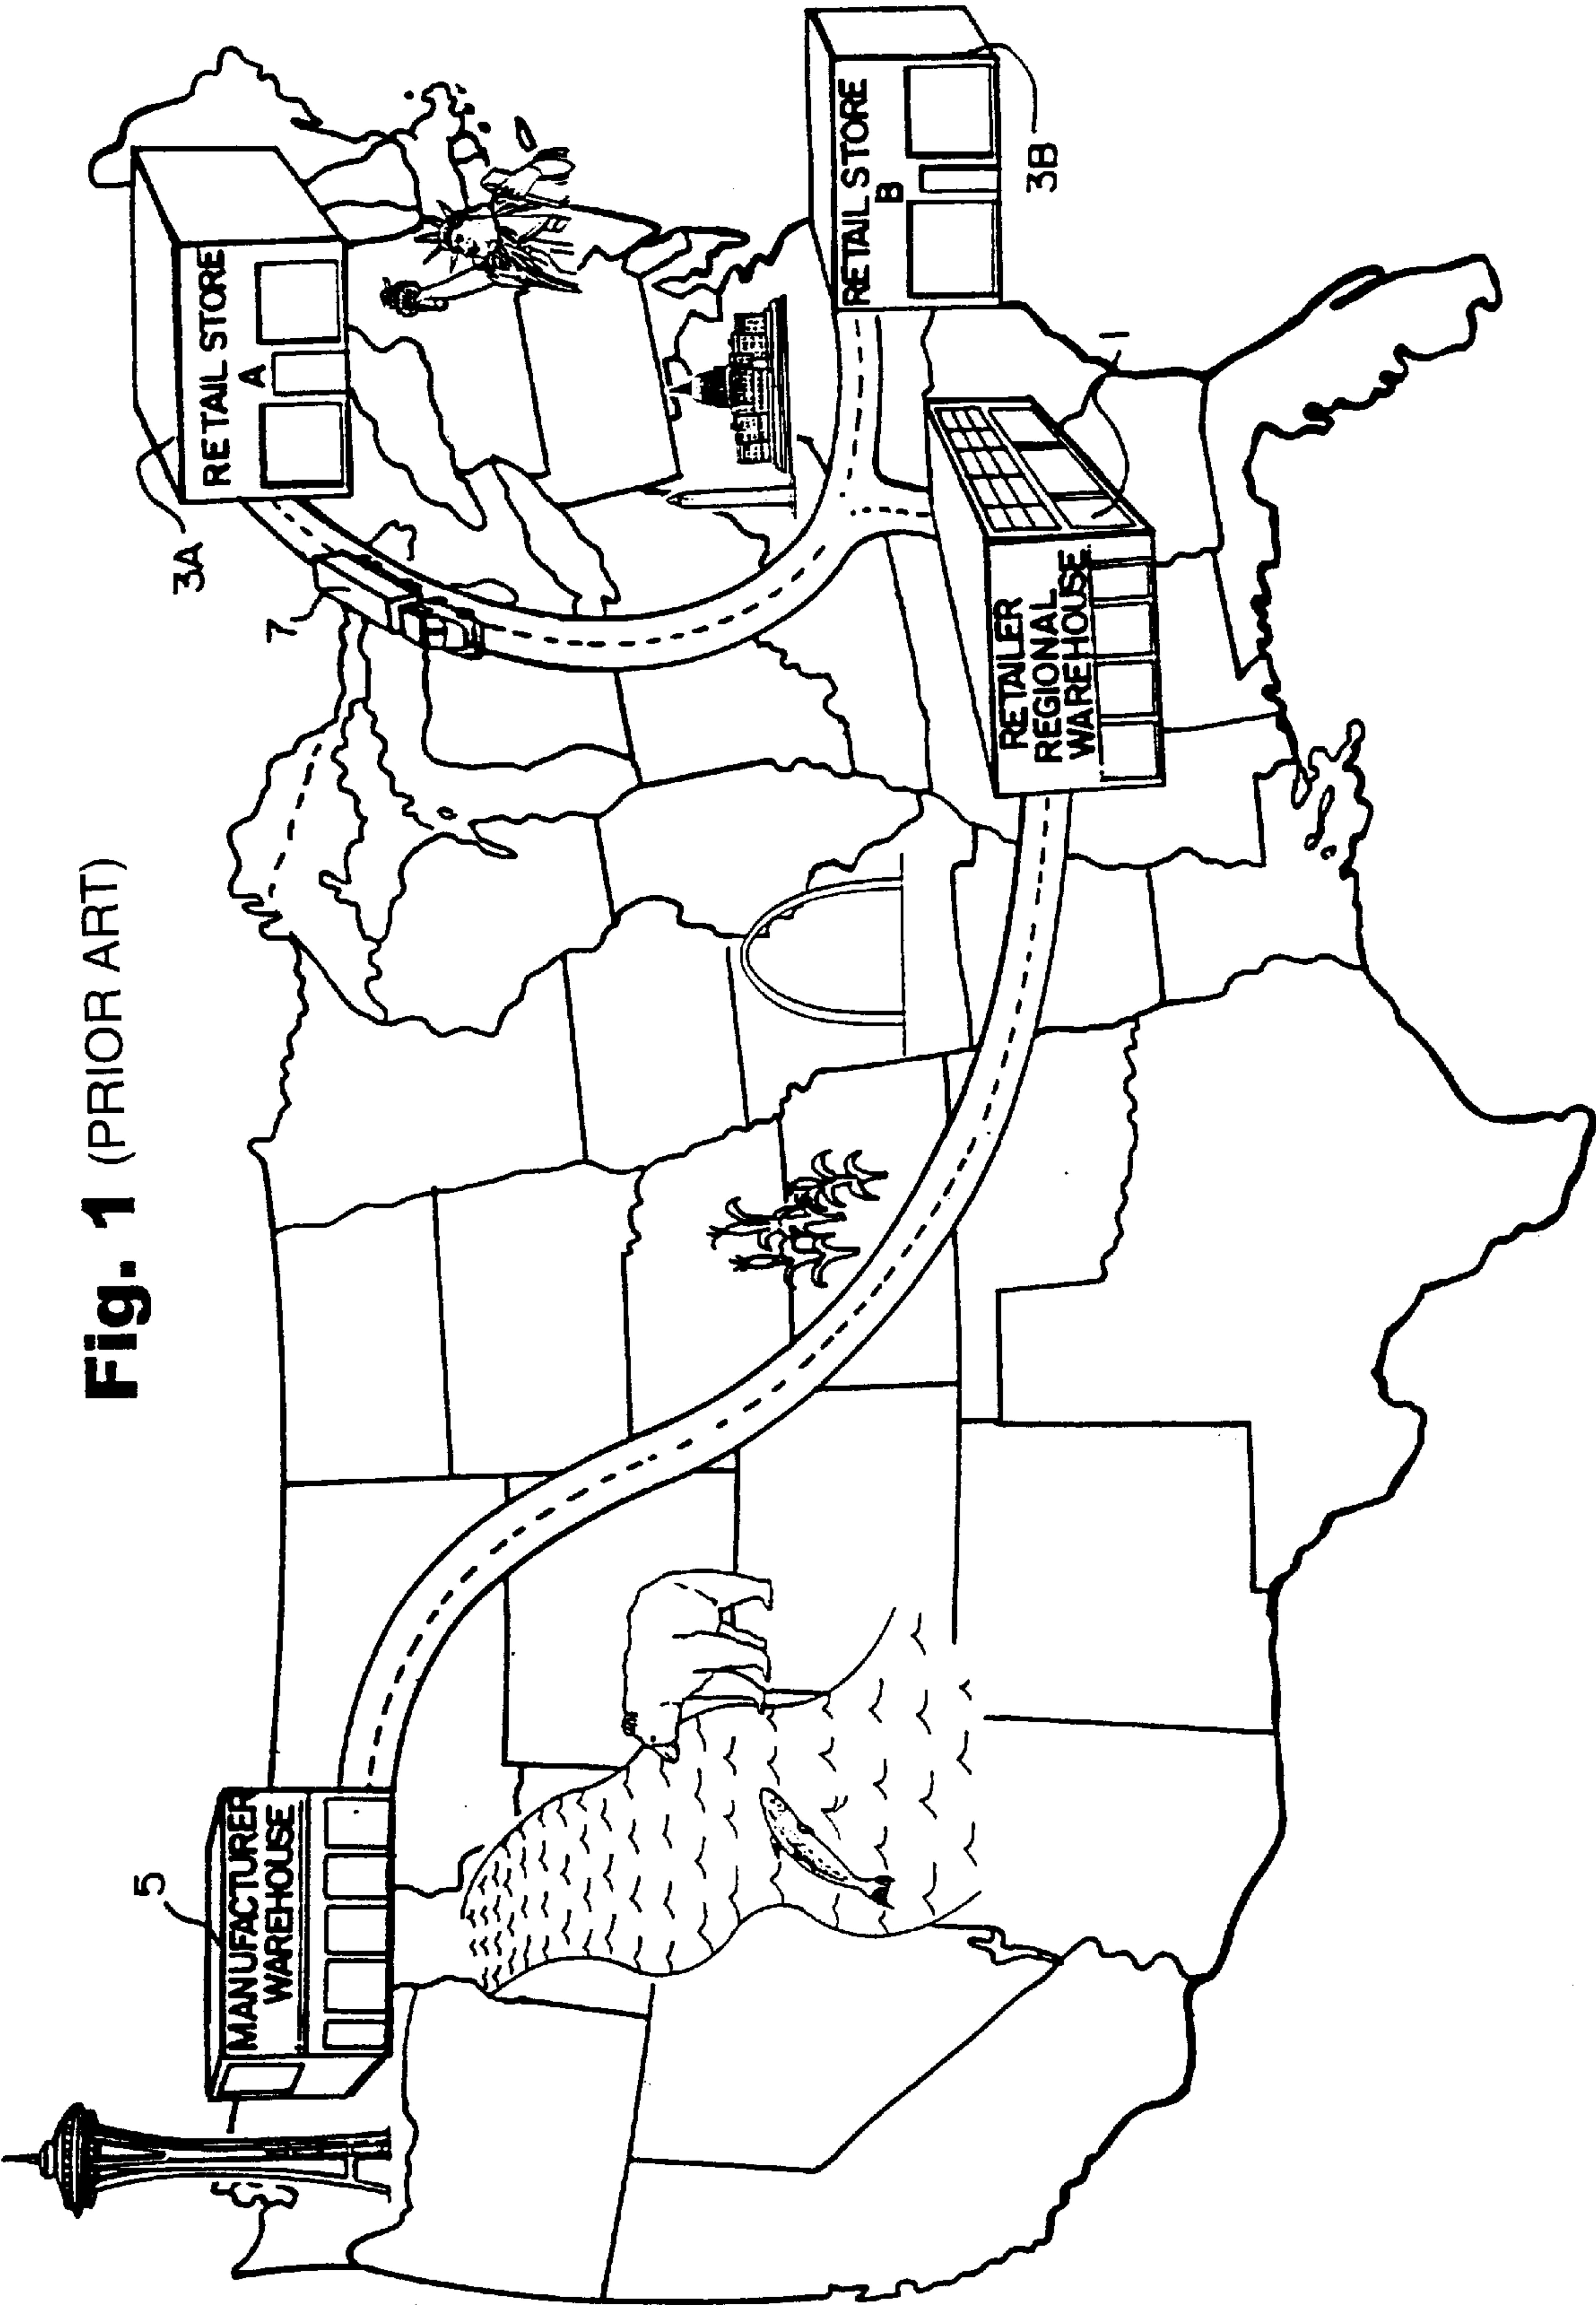 Fig. 1 (PRIOR ART)
5
MANUFACTURER
WAREHOUSE
7
3A
RETAIL STORE
A
RETAIL STORE
B
3B
1
RETAILER
REGIONAL
WAREHOUSE